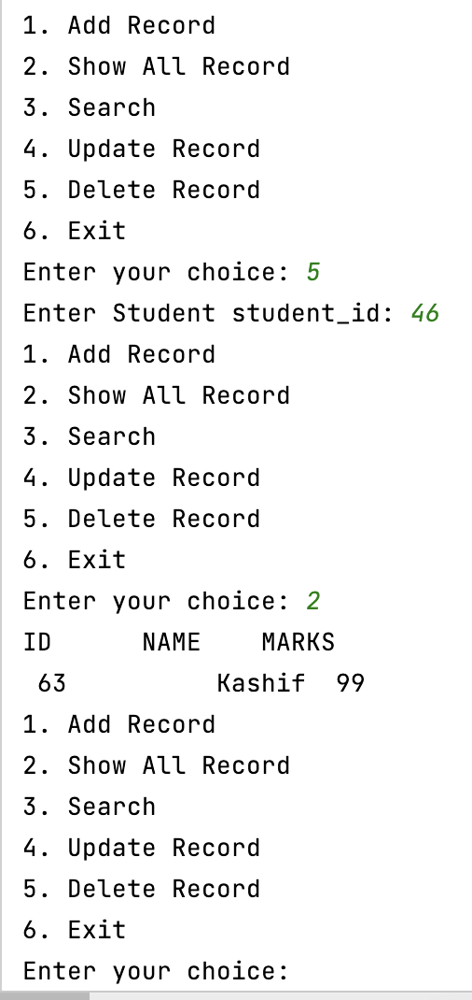 1. Add Record
2. Show All Record
3. Search
4. Update Record
5. Delete Record
6. Exit
Enter your choice: 5
Enter Student student_id: 46
1. Add Record
2. Show All Record
3. Search
4. Update Record
5. Delete Record
6. Exit
Enter your choice: 2
ID      NAME    MARKS
 63          Kashif  99
1. Add Record
2. Show All Record
3. Search
4. Update Record
5. Delete Record
6. Exit
Enter your choice: